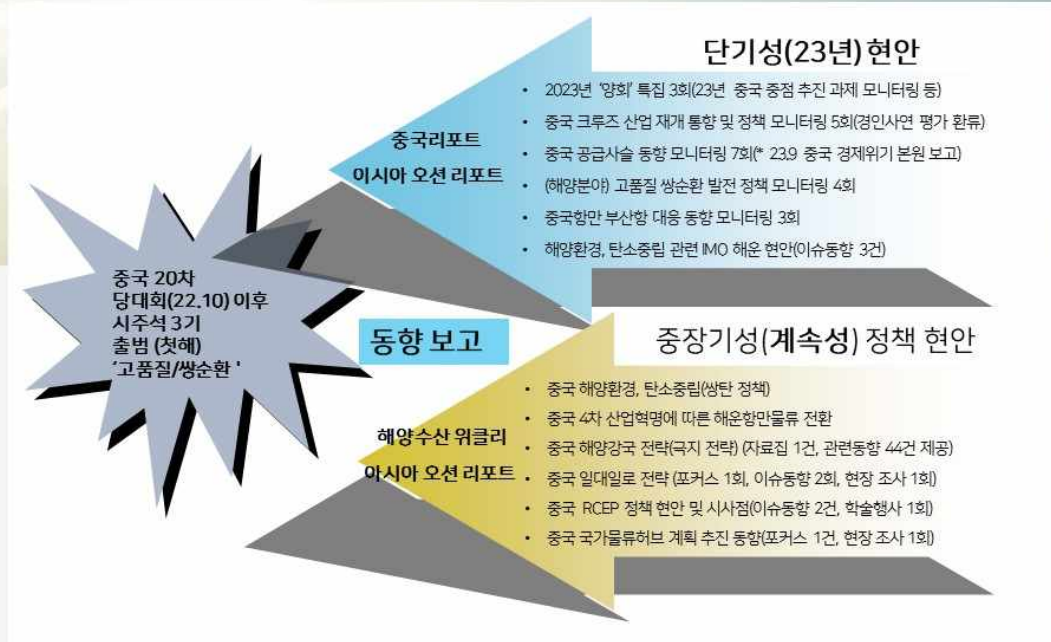 단기성(23년) 현안
• 2023년 '양회' 특집 3회(23년 중국 중점 추진 과제 모니터링 등)
• 중국 크루즈 산업 재개 통향 및 정책 모니터링 5회(경인사연 평가 환류)
• 중국 공급사슬 동향 모니터링 7회(* 23.9 중국 경제위기 본원 보고)
• (해양분야) 고품질 쌍순환 발전 정책 모니터링 4회
• 중국항만 부산항 대응 동향 모니터링 3회
• 해양환경, 탄소중립 관련 IMO 해운 현안(이슈동향 3건)
중국리포트
이시아 오션 리포트
중국 20차
당대회(22.10) 이후
시주석 3기
출범 (첫해)
'고품질/쌍순환 '
동향 보고
중장기성(계속성) 정책 현안
• 중국 해양환경, 탄소중립(쌍탄 정책)
• 중국 4차 산업혁명에 따른 해운항만물류 전환
• 중국 해양강국 전략(극지 전략) (자료집 1건, 관련동향 44건 제공)
• 중국 일대일로 전략 (포커스 1회, 이슈동향 2회, 현장 조사 1회)
• 중국 RCEP 정책 현안 및 시사점(이슈동향 2건, 학술행사 1회)
• 중국 국가물류허브 계획 추진 동향(포커스 1건, 현장 조사 1회)
해양수산 위클리
아시아 오션 리포트